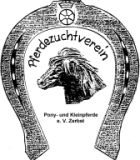 Pferdezuchtverein
Pony- und Kleinpferde
e. V. Zerbst